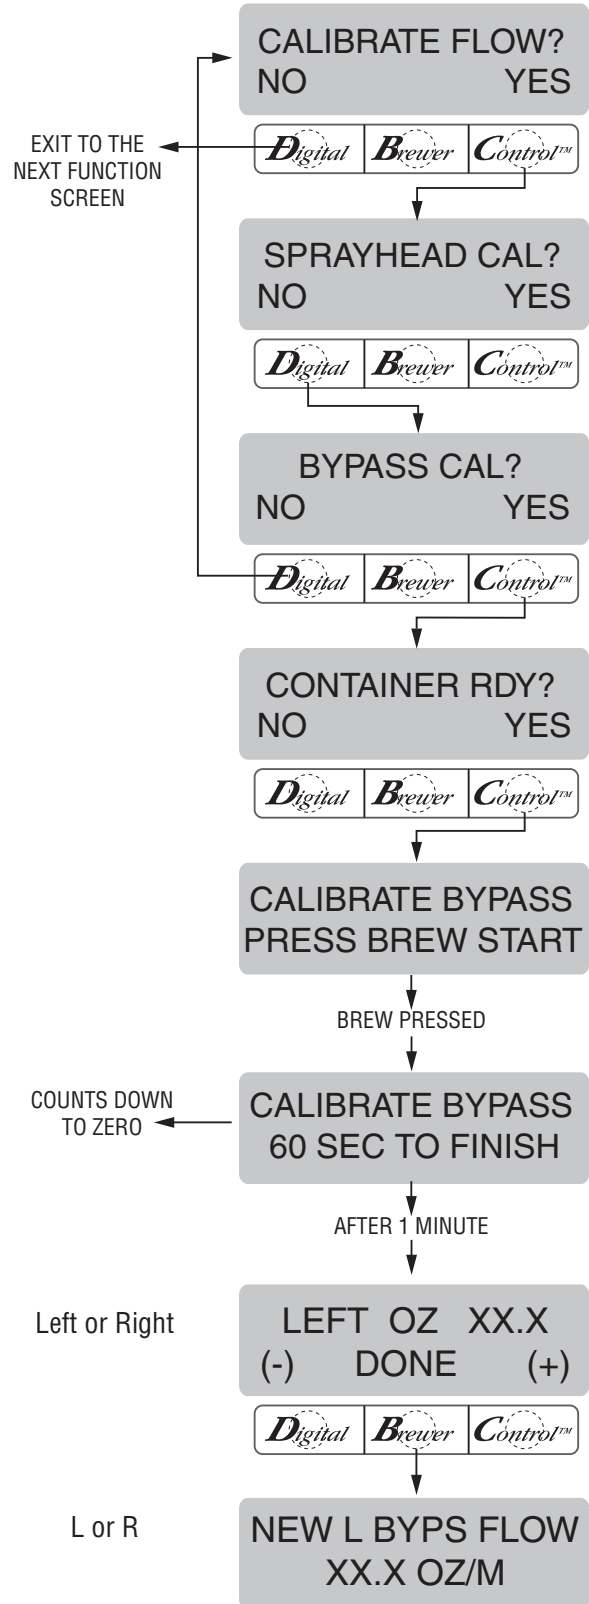 CALIBRATE FLOW?
NO YES
EXIT TO THE
NEXT FUNCTION
SCREEN
Digital Brewer Control™
SPRAYHEAD CAL?
NO YES
Digital Brewer Control™
BYPASS CAL?
NO YES
Digital Brewer Control™
CONTAINER RDY?
NO YES
Digital Brewer Control™
CALIBRATE BYPASS
PRESS BREW START
BREW PRESSED
COUNTS DOWN
TO ZERO
CALIBRATE BYPASS
60 SEC TO FINISH
AFTER 1 MINUTE
Left or Right
LEFT OZ XX.X
(-) DONE (+)
Digital Brewer Control™
L or R
NEW L BYPS FLOW
XX.X OZ/M